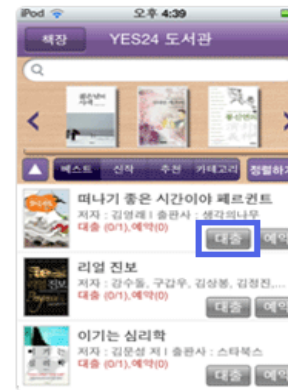 iPod 오후 4:39
책장 YES24 도서관
베스트 신작 추천 카테고리 정렬하기
떠나기 좋은 시간이야 페르귄트
저자 : 김영래 | 출판사 : 생각의나무
대출 (0/1),예약(0)
대출 예약
리얼 진보
저자 : 강수돌, 구갑우, 김상봉, 김정진,...
대출 (0/1),예약(0)
대출 예약
이기는 심리학
저자 : 김문성 저 | 출판사 : 스타북스
대출 (0/1),예약(0)
대출 예약